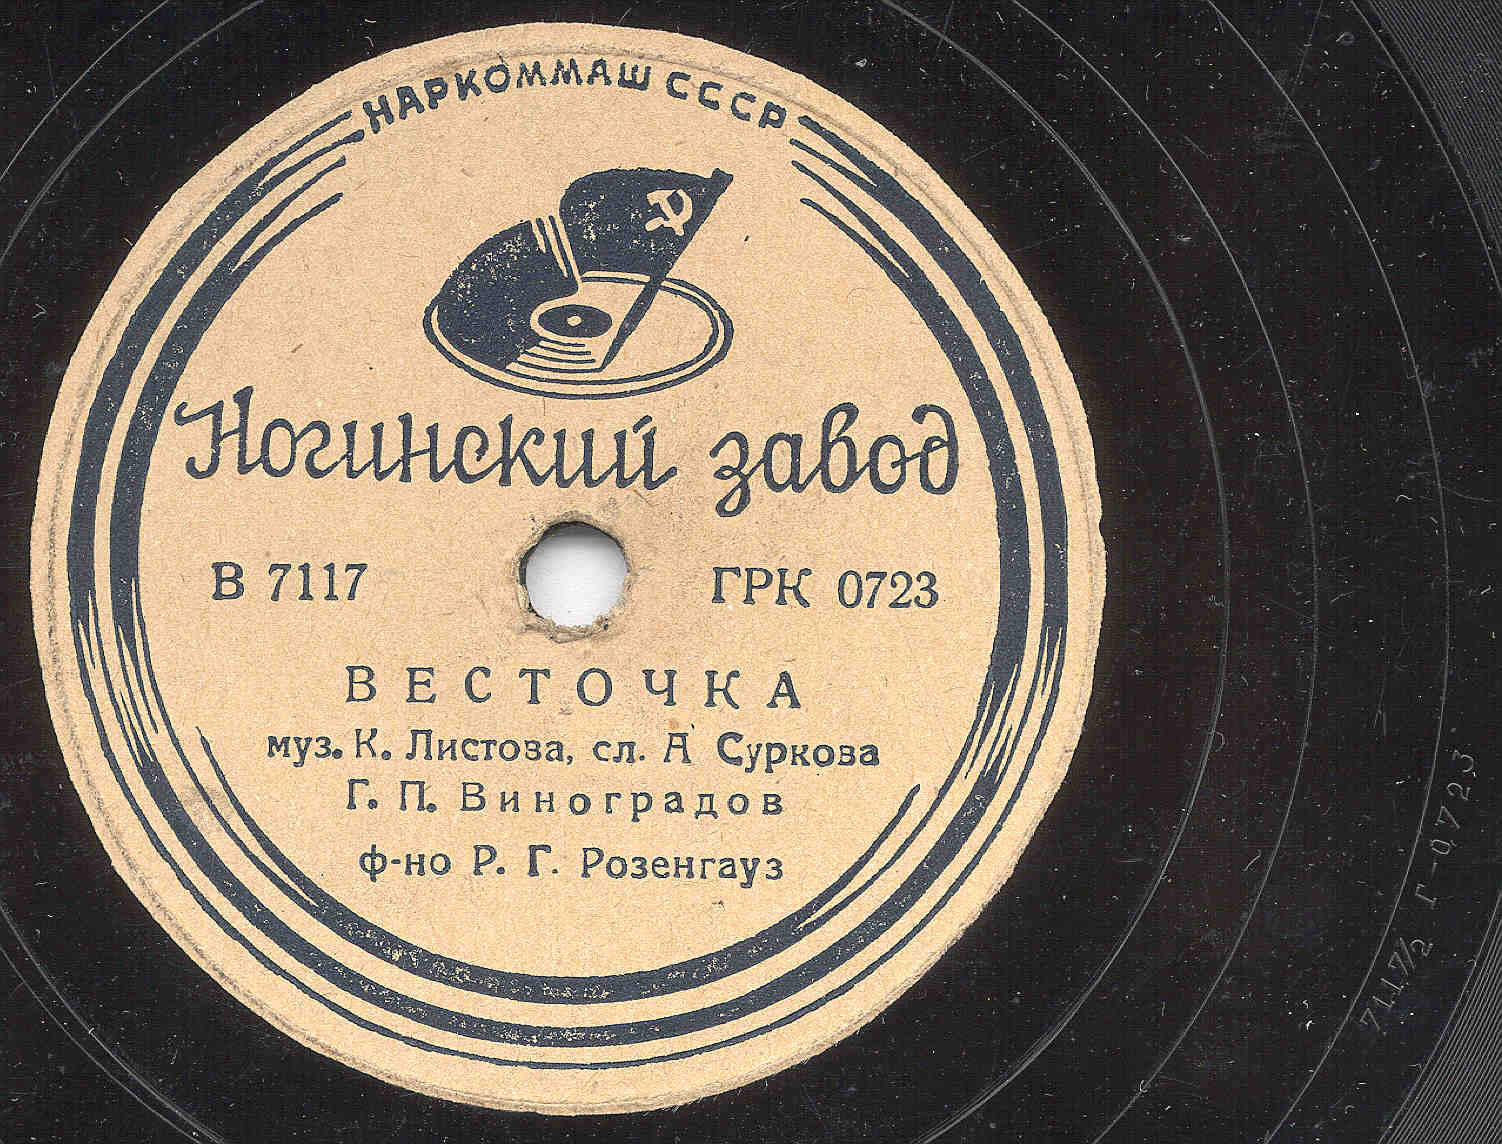 НАРКОММАШ СССР
Ногинский завод
В 7117 ГРК 0723
ВЕСТОЧКА
муз. К. Листова, сл. А Суркова
Г. П. Виноградов
ф-но Р. Г. Розенгауз
7117/2 Г-0723